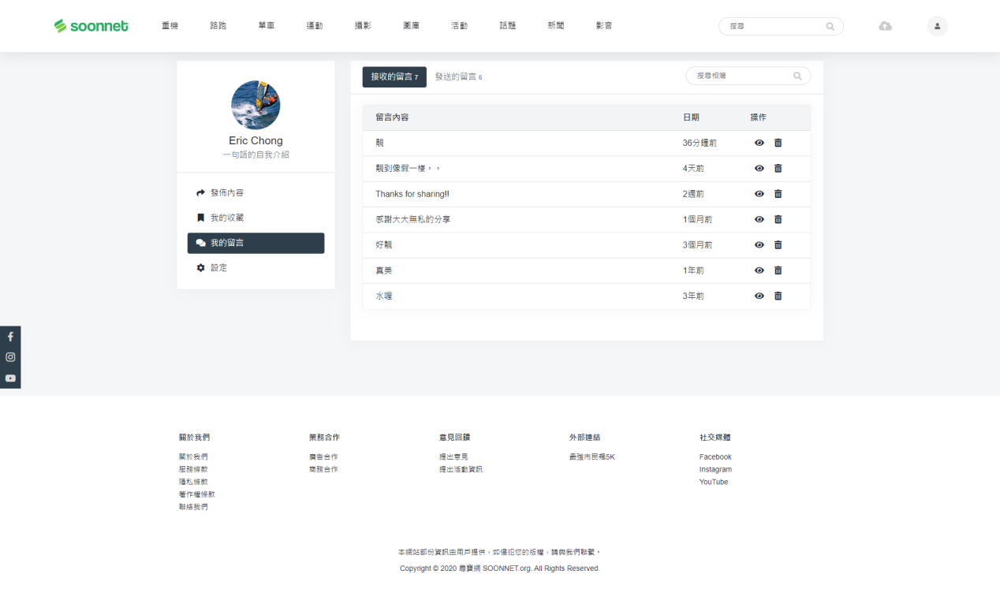 soonnet 重機 路跑 單車 運動 攝影 圖庫 活動 話題 新聞 影音 搜尋
Eric Chong
一句話的自我介紹
發佈內容
我的收藏
我的留言
設定
接收的留言 7 發送的留言 6 搜尋相簿
留言內容 日期 操作
靚 36分鐘前
靚到像假一樣。。 4天前
Thanks for sharing!! 2週前
感謝大大無私的分享 1個月前
好靚 3個月前
真美 1年前
水喔 3年前
關於我們
關於我們
服務條款
隱私條款
著作權條款
聯絡我們
業務合作
廣告合作
商務合作
意見回饋
提出意見
提出活動資訊
外部連結
最強市民飆5K
社交媒體
Facebook
Instagram
YouTube
本網站部份資訊由用戶提供，如侵犯您的版權，請與我們聯繫。
Copyright © 2020 尋寶網 SOONNET.org. All Rights Reserved.